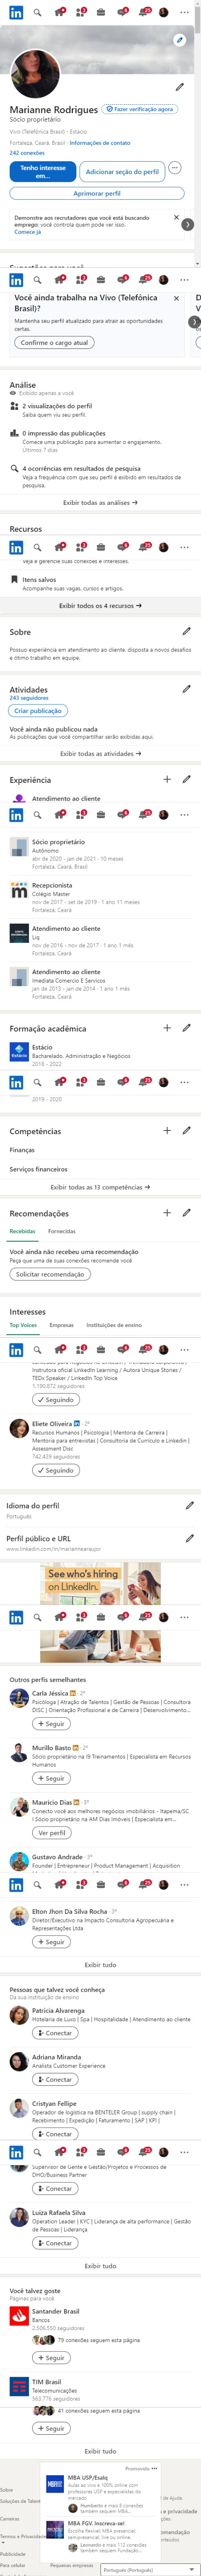 2
6
25
Marianne Rodrigues
Fazer verificação agora
Sócio proprietário
Vivo (Telefônica Brasil) · Estácio
Fortaleza, Ceará, Brasil · Informações de contato
242 conexões
Tenho interesse em...
Adicionar seção do perfil
Aprimorar perfil
Demonstre aos recrutadores que você está buscando
emprego: você controla quem pode ver isso.
Comece já
Você ainda trabalha na Vivo (Telefônica
Brasil)?
Mantenha seu perfil atualizado para atrair as oportunidades
certas.
Confirme o cargo atual
Análise
Exibido apenas a você
2 visualizações do perfil
Saiba quem viu seu perfil.
0 impressão das publicações
Comece uma publicação para aumentar o engajamento.
Últimos 7 dias
4 ocorrências em resultados de pesquisa
Veja a frequência com que seu perfil é exibido em resultados de
pesquisa.
Exibir todas as análises →
Recursos
Veja e gerencie suas conexões e interesses.
Itens salvos
Acompanhe suas vagas, cursos e artigos.
Exibir todos os 4 recursos →
Sobre
Possuo experiência em atendimento ao cliente, disposta a novos desafios
e ótimo trabalho em equipe.
Atividades
243 seguidores
Criar publicação
Você ainda não publicou nada
As publicações que você compartilhar serão exibidas aqui.
Exibir todas as atividades →
Experiência
Atendimento ao cliente
Sócio proprietário
Autônomo
abr de 2020 - jan de 2021 · 10 meses
Fortaleza, Ceará, Brasil
Recepcionista
Colégio Master
nov de 2017 - set de 2019 · 1 ano 11 meses
Fortaleza, Ceará
Atendimento ao cliente
Liq
nov de 2016 - nov de 2017 · 1 ano 1 mês
Fortaleza, Ceará
Atendimento ao cliente
Imediata Comercio E Servicos
jan de 2013 - jan de 2014 · 1 ano 1 mês
Fortaleza, Ceará
Formação acadêmica
Estácio
Bacharelado, Administração e Negócios
2018 - 2022
2019 - 2020
Competências
Finanças
Serviços financeiros
Exibir todas as 13 competências →
Recomendações
Recebidas
Fornecidas
Você ainda não recebeu uma recomendação
Peça que uma de suas conexões recomende você
Solicitar recomendação
Interesses
Top Voices
Empresas
Instituições de ensino
Instrutora oficial LinkedIn Learning / Autora Unique Stories /
TEDx Speaker / LinkedIn Top Voice
1.190.872 seguidores
Seguindo
Eliete Oliveira · 2º
Recursos Humanos | Psicologia | Mentoria de Carreira |
Mentoria para entrevistas | Consultoria de Currículo e Linkedin |
Assessment Disc
742.439 seguidores
Seguindo
Idioma do perfil
Português
Perfil público e URL
See who's hiring
on LinkedIn.
Outros perfis semelhantes
Carla Jéssica · 2º
Psicóloga | Atração de Talentos | Gestão de Pessoas | Consultora
DISC | Orientação Profissional e de Carreira | Desenvolvimento...
Seguir
Murillo Basto · 2º
Sócio proprietário na I9 Treinamentos | Especialista em Recursos
Humanos
Seguir
Mauricio Dias · 3º
Conecto você aos melhores negócios imobiliários - Itapema/SC
I Sócio proprietário na AM Dias Imóveis | Especialista em...
Ver perfil
Gustavo Andrade · 3º
Founder | Entrepreneur | Product Management | Acquisition
Elton Jhon Da Silva Rocha · 3º
Diretor/Executivo na Impacto Consultoria Agropecuária e
Representações Ltda
Seguir
Exibir tudo
Pessoas que talvez você conheça
Da sua instituição de ensino
Patrícia Alvarenga
Hotelaria de Luxo | Spa | Hospitalidade | Atendimento ao cliente
Conectar
Adriana Miranda
Analista Customer Experience
Conectar
Cristyan Fellipe
Operador de logística na BENTELER Group | supply chain |
Recebimento | Expedição | Faturamento | SAP | KPI |
Conectar
Supervisor de Gente e Gestão/Projetos e Processos de
DHO/Business Partner
Conectar
Luiza Rafaela Silva
Operation Leader | KYC | Liderança de alta performance | Gestão
de Pessoas | Liderança
Conectar
Exibir tudo
Você talvez goste
Páginas para você
Santander Brasil
Bancos
2.508.550 seguidores
79 conexões seguem esta página
Seguir
TIM Brasil
Telecomunicações
563.776 seguidores
41 conexões seguem esta página
Seguir
Exibir tudo
Promovido
MBA USP/Esalq
Aulas ao vivo e 100% online com
professores USP e especialistas do
mercado
Humberto e mais 6 conexões
também seguem MBA...
MBA FGV. Inscreva-se!
Escolha flexível: MBA presencial,
semipresencial, live ou online.
Leonardo e mais 112 conexões
também seguem Fundação...
Sobre
Soluções de Talent
Carreiras
Termos e Privacidade
Publicidade
Para celular
Pequenas empresas
Português (Português)